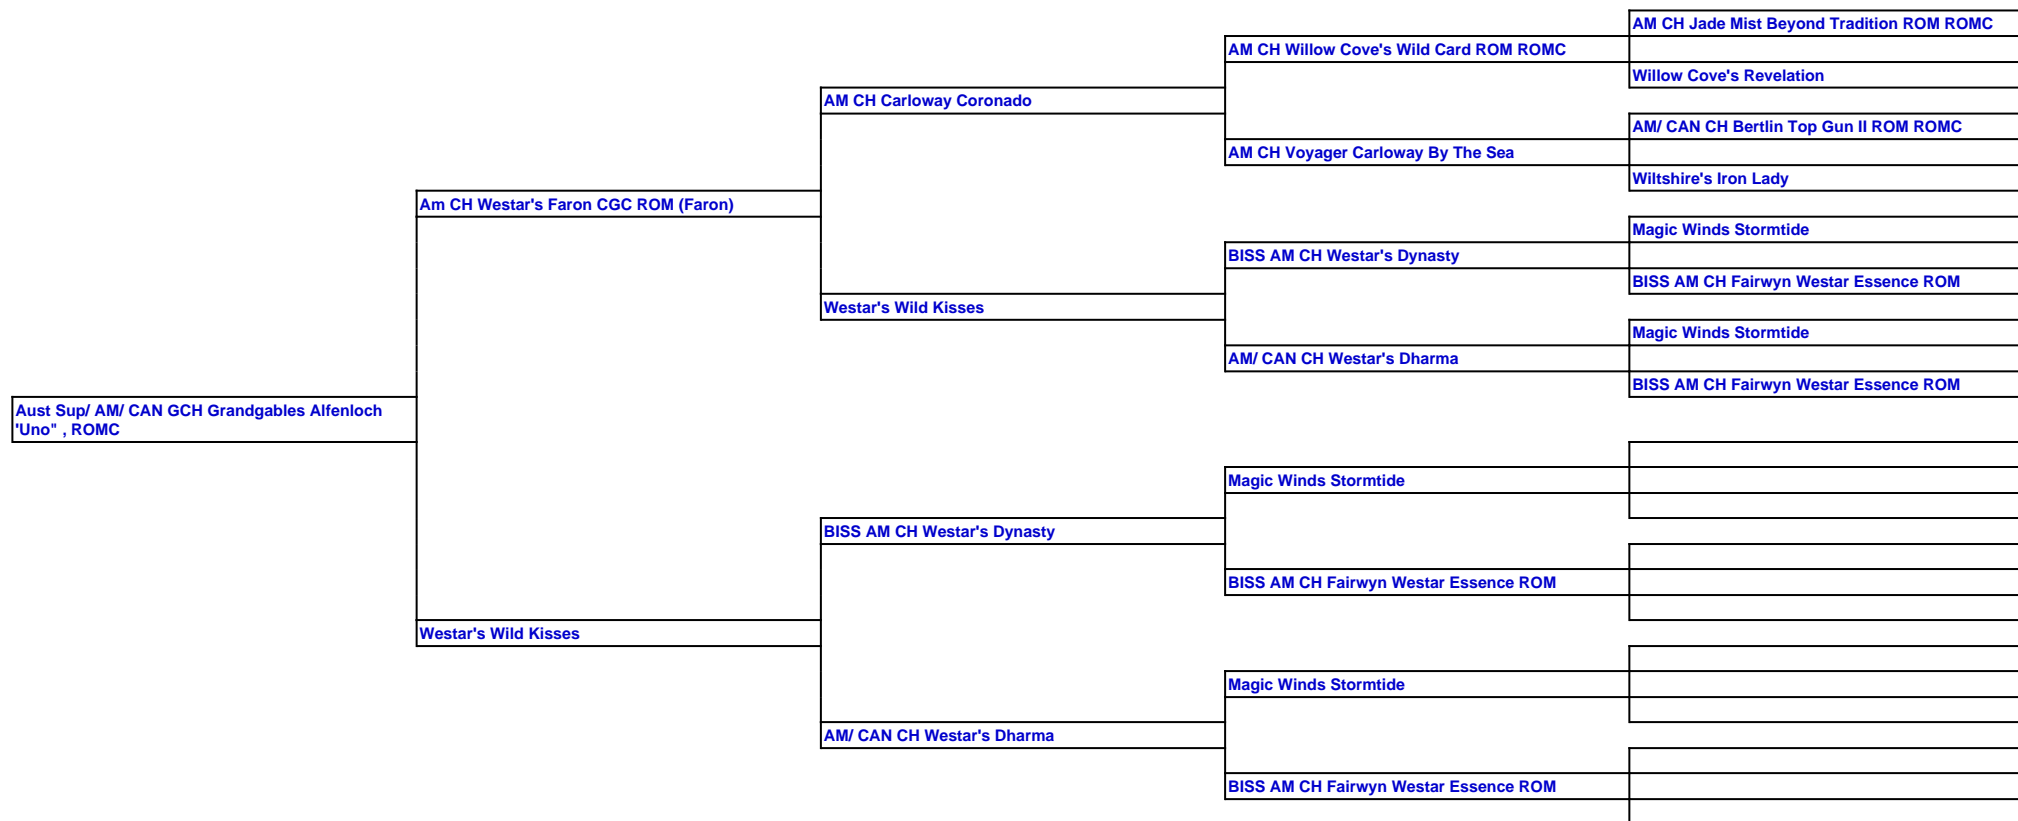 AM CH Jade Mist Beyond Tradition ROM ROMC
AM CH Willow Cove's Wild Card ROM ROMC
Willow Cove's Revelation
AM CH Carloway Coronado
AM/ CAN CH Bertlin Top Gun II ROM ROMC
AM CH Voyager Carloway By The Sea
Wiltshire's Iron Lady
Am CH Westar's Faron CGC ROM (Faron)
Magic Winds Stormtide
BISS AM CH Westar's Dynasty
BISS AM CH Fairwyn Westar Essence ROM
Westar's Wild Kisses
Magic Winds Stormtide
AM/ CAN CH Westar's Dharma
BISS AM CH Fairwyn Westar Essence ROM
Aust Sup/ AM/ CAN GCH Grandgables Alfenloch
'Uno" , ROMC
Magic Winds Stormtide
BISS AM CH Westar's Dynasty
BISS AM CH Fairwyn Westar Essence ROM
Westar's Wild Kisses
Magic Winds Stormtide
AM/ CAN CH Westar's Dharma
BISS AM CH Fairwyn Westar Essence ROM